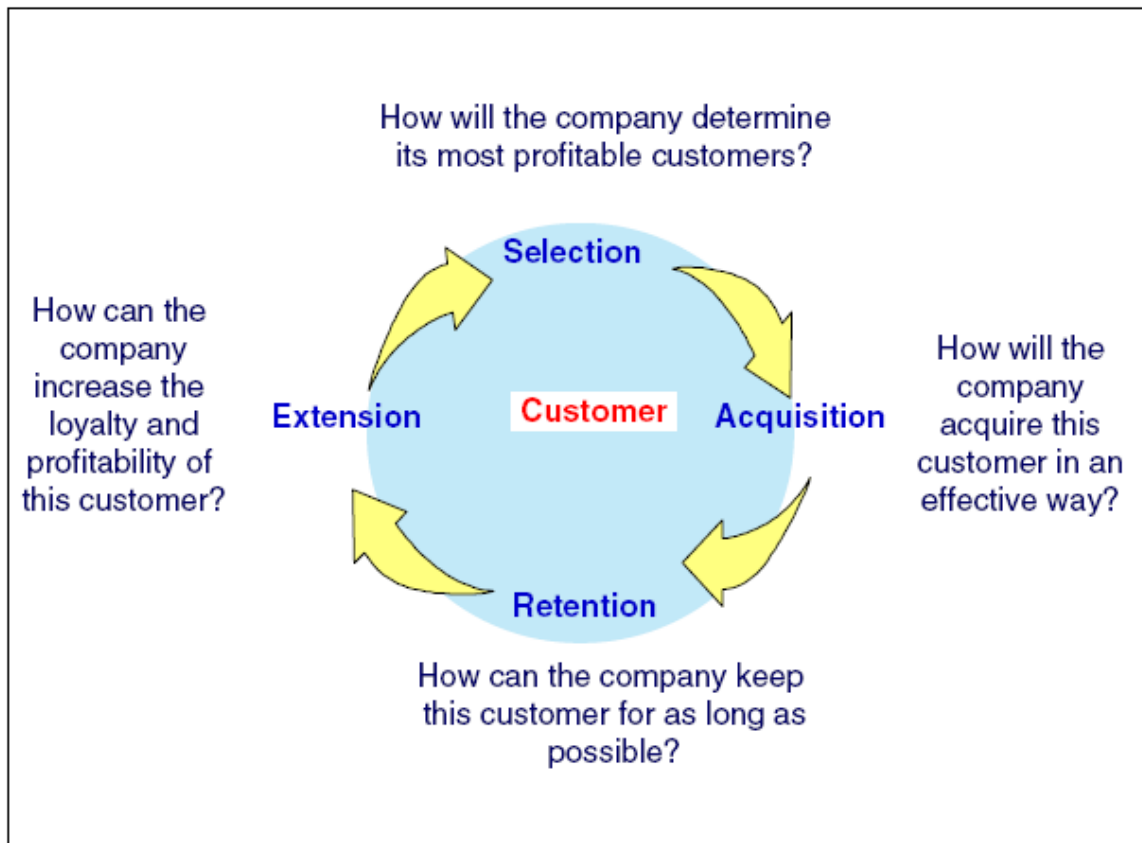 How will the company determine
its most profitable customers?
Selection
How can the
company
increase the
loyalty and
profitability of
this customer?
Extension
Customer
Acquisition
How will the
company
acquire this
customer in an
effective way?
Retention
How can the company keep
this customer for as long as
possible?